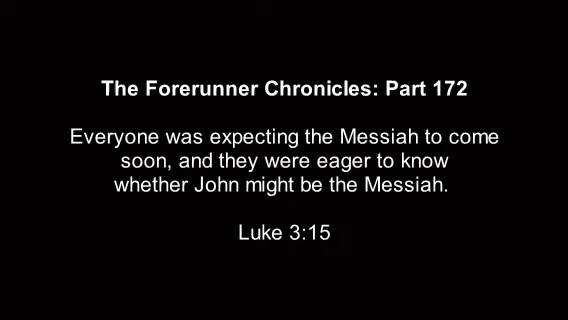 The Forerunner Chronicles: Part 172
Everyone was expecting the Messiah to come
soon, and they were eager to know
whether John might be the Messiah.
Luke 3:15